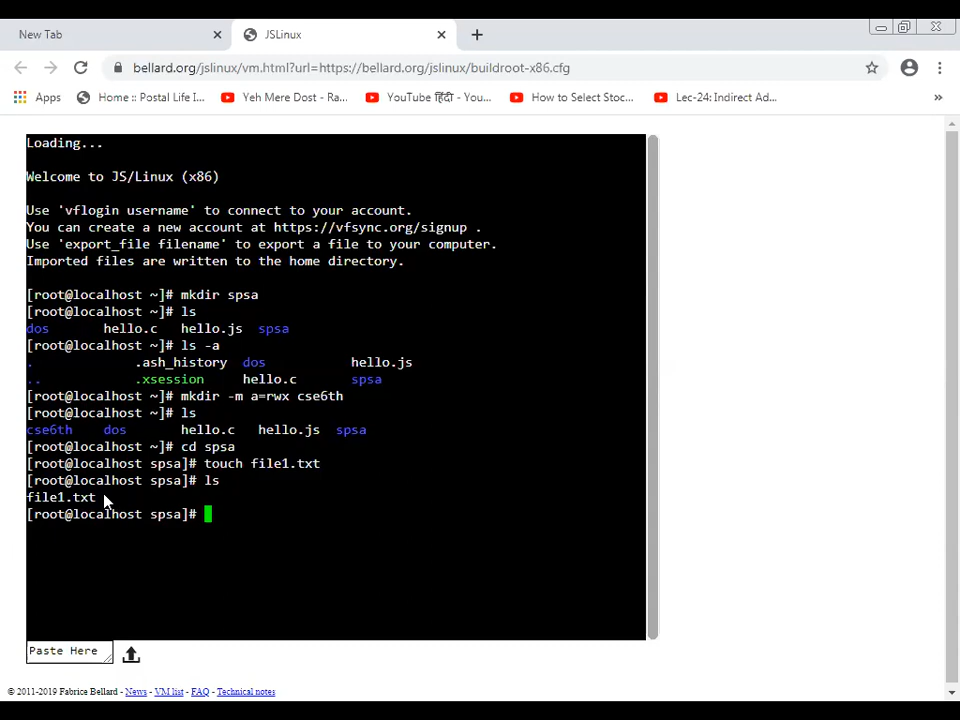 New Tab
JSLinux
bellard.org/jslinux/vm.html?url=https://bellard.org/jslinux/buildroot-x86.cfg
Apps Home :: Postal Life I... Yeh Mere Dost - Ra... YouTube हिंदी - You... How to Select Stoc... Lec-24: Indirect Ad... »
Loading...
Welcome to JS/Linux (x86)
Use 'vflogin username' to connect to your account.
You can create a new account at https://vfsync.org/signup .
Use 'export_file filename' to export a file to your computer.
Imported files are written to the home directory.
[root@localhost ~]# mkdir spsa
[root@localhost ~]# ls
dos hello.c hello.js spsa
[root@localhost ~]# ls -a
. .ash_history dos hello.js
.. .xsession hello.c spsa
[root@localhost ~]# mkdir -m a=rwx cse6th
[root@localhost ~]# ls
cse6th dos hello.c hello.js spsa
[root@localhost ~]# cd spsa
[root@localhost spsa]# touch file1.txt
[root@localhost spsa]# ls
file1.txt
[root@localhost spsa]#
Paste Here
© 2011-2019 Fabrice Bellard - News - VM list - FAQ - Technical notes